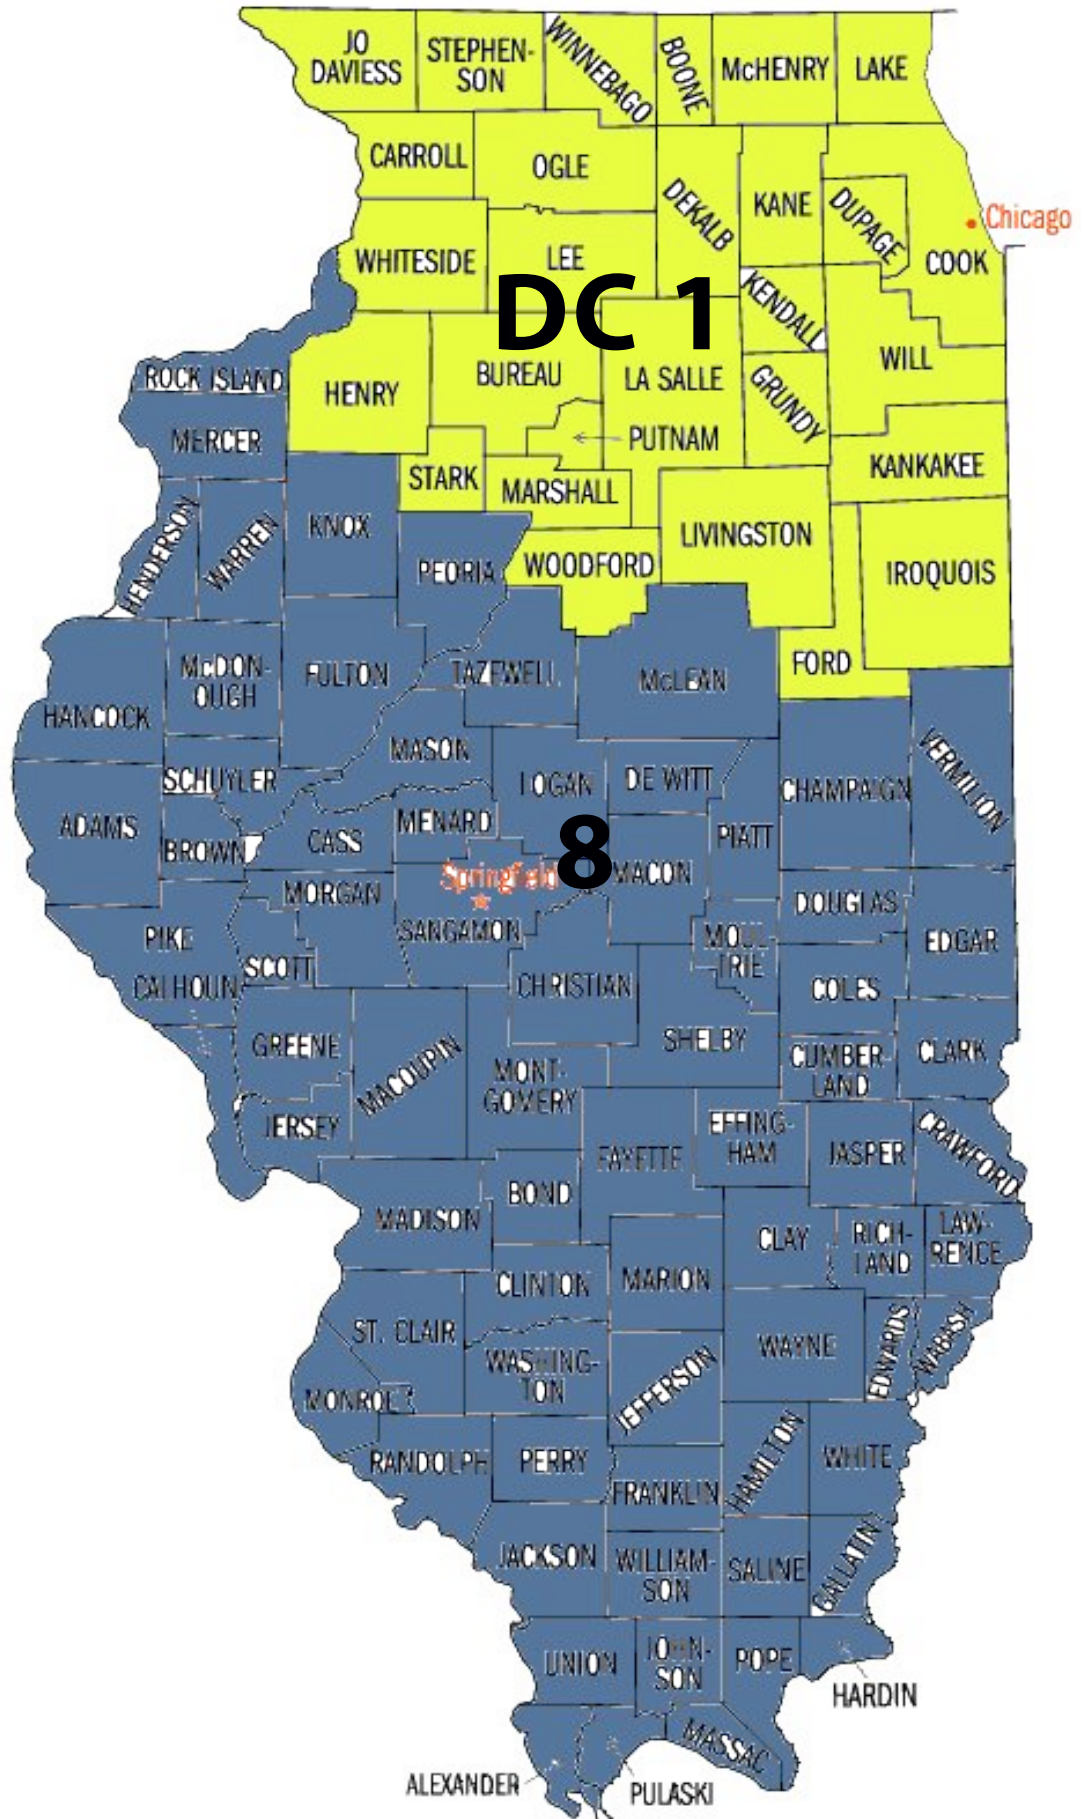 JO
DAVIESS
STEPHEN-
SON
WINNEBAGO
BOONE
McHENRY
LAKE
CARROLL
OGLE
DEKALB
KANE
DUPAGE
COOK
Chicago
WHITESIDE
LEE
DC 1
KENDALL
WILL
ROCK ISLAND
HENRY
BUREAU
LA SALLE
GRUNDY
MERCER
PUTNAM
KANKAKEE
STARK
MARSHALL
HENDERSON
WARREN
KNOX
PEORIA
WOODFORD
LIVINGSTON
IROQUOIS
FORD
HANCOCK
McDON-
OUGH
FULTON
TAZEWELL
McLEAN
VERMILION
MASON
SCHUYLER
LOGAN
DE WITT
CHAMPAIGN
ADAMS
BROWN
CASS
MENARD
8
PIATT
Springfield
MACON
MORGAN
SANGAMON
DOUGLAS
EDGAR
PIKE
CALHOUN
SCOTT
CHRISTIAN
MOUL-
TRIE
COLES
GREENE
MACOUPIN
MONT-
GOMERY
SHELBY
CUMBER-
LAND
CLARK
JERSEY
FAYETTE
EFFING-
HAM
JASPER
CRAWFORD
MADISON
BOND
CLAY
RICH-
LAND
LAW-
RENCE
CLINTON
MARION
ST. CLAIR
WASHING-
TON
JEFFERSON
WAYNE
EDWARDS
WABASH
MONROE
RANDOLPH
PERRY
FRANKLIN
HAMILTON
WHITE
JACKSON
WILLIAM-
SON
SALINE
GALLATIN
UNION
JOHN-
SON
POPE
HARDIN
MASSAC
ALEXANDER
PULASKI